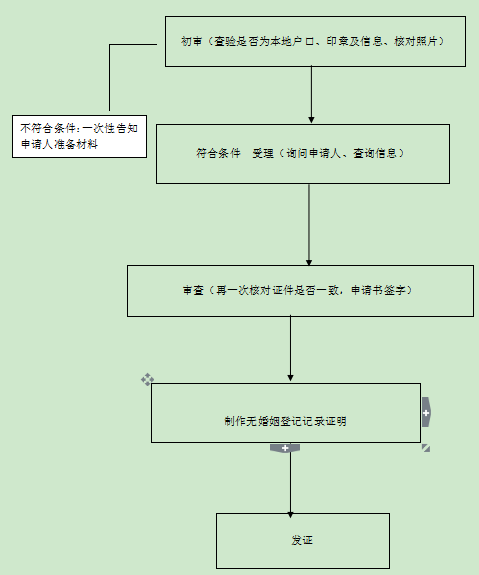 初审（查验是否为本地户口、印章及信息、核对照片）
不符合条件：一次性告知
申请人准备材料
符合条件　受理（询问申请人、查询信息）
审查（再一次核对证件是否一致，申请书签字）
制作无婚姻登记记录证明
发证